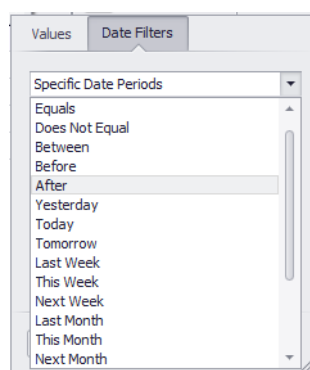 Values Date Filters
Specific Date Periods
Equals
Does Not Equal
Between
Before
After
Yesterday
Today
Tomorrow
Last Week
This Week
Next Week
Last Month
This Month
Next Month